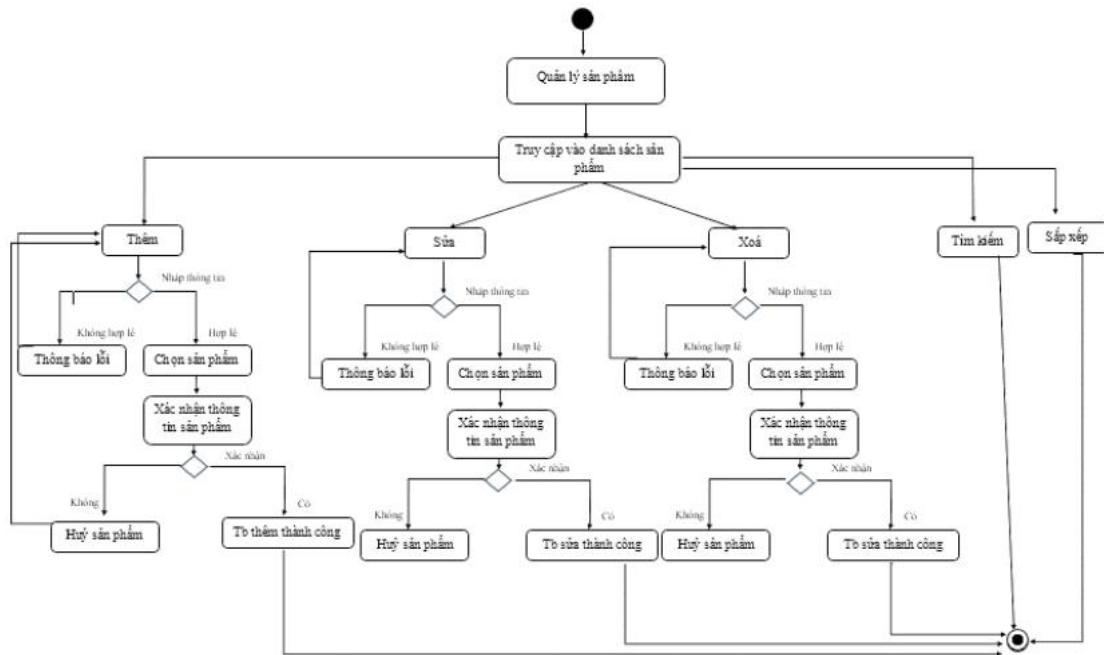 Quản lý sản phẩm
Truy cập vào danh sách sản
phẩm
Thêm
Sửa
Xoá
Tìm kiếm
Sắp xếp
Nhập thông tin
Nhập thông tin
Nhập thông tin
Không hợp lệ
Hợp lệ
Không hợp lệ
Hợp lệ
Không hợp lệ
Hợp lệ
Thông báo lỗi
Chọn sản phẩm
Thông báo lỗi
Chọn sản phẩm
Thông báo lỗi
Chọn sản phẩm
Xác nhận thông
tin sản phẩm
Xác nhận thông
tin sản phẩm
Xác nhận thông
tin sản phẩm
Xác nhận
Xác nhận
Xác nhận
Không
Có
Không
Có
Không
Có
Huỷ sản phẩm
Tb thêm thành công
Huỷ sản phẩm
Tb sửa thành công
Huỷ sản phẩm
Tb sửa thành công